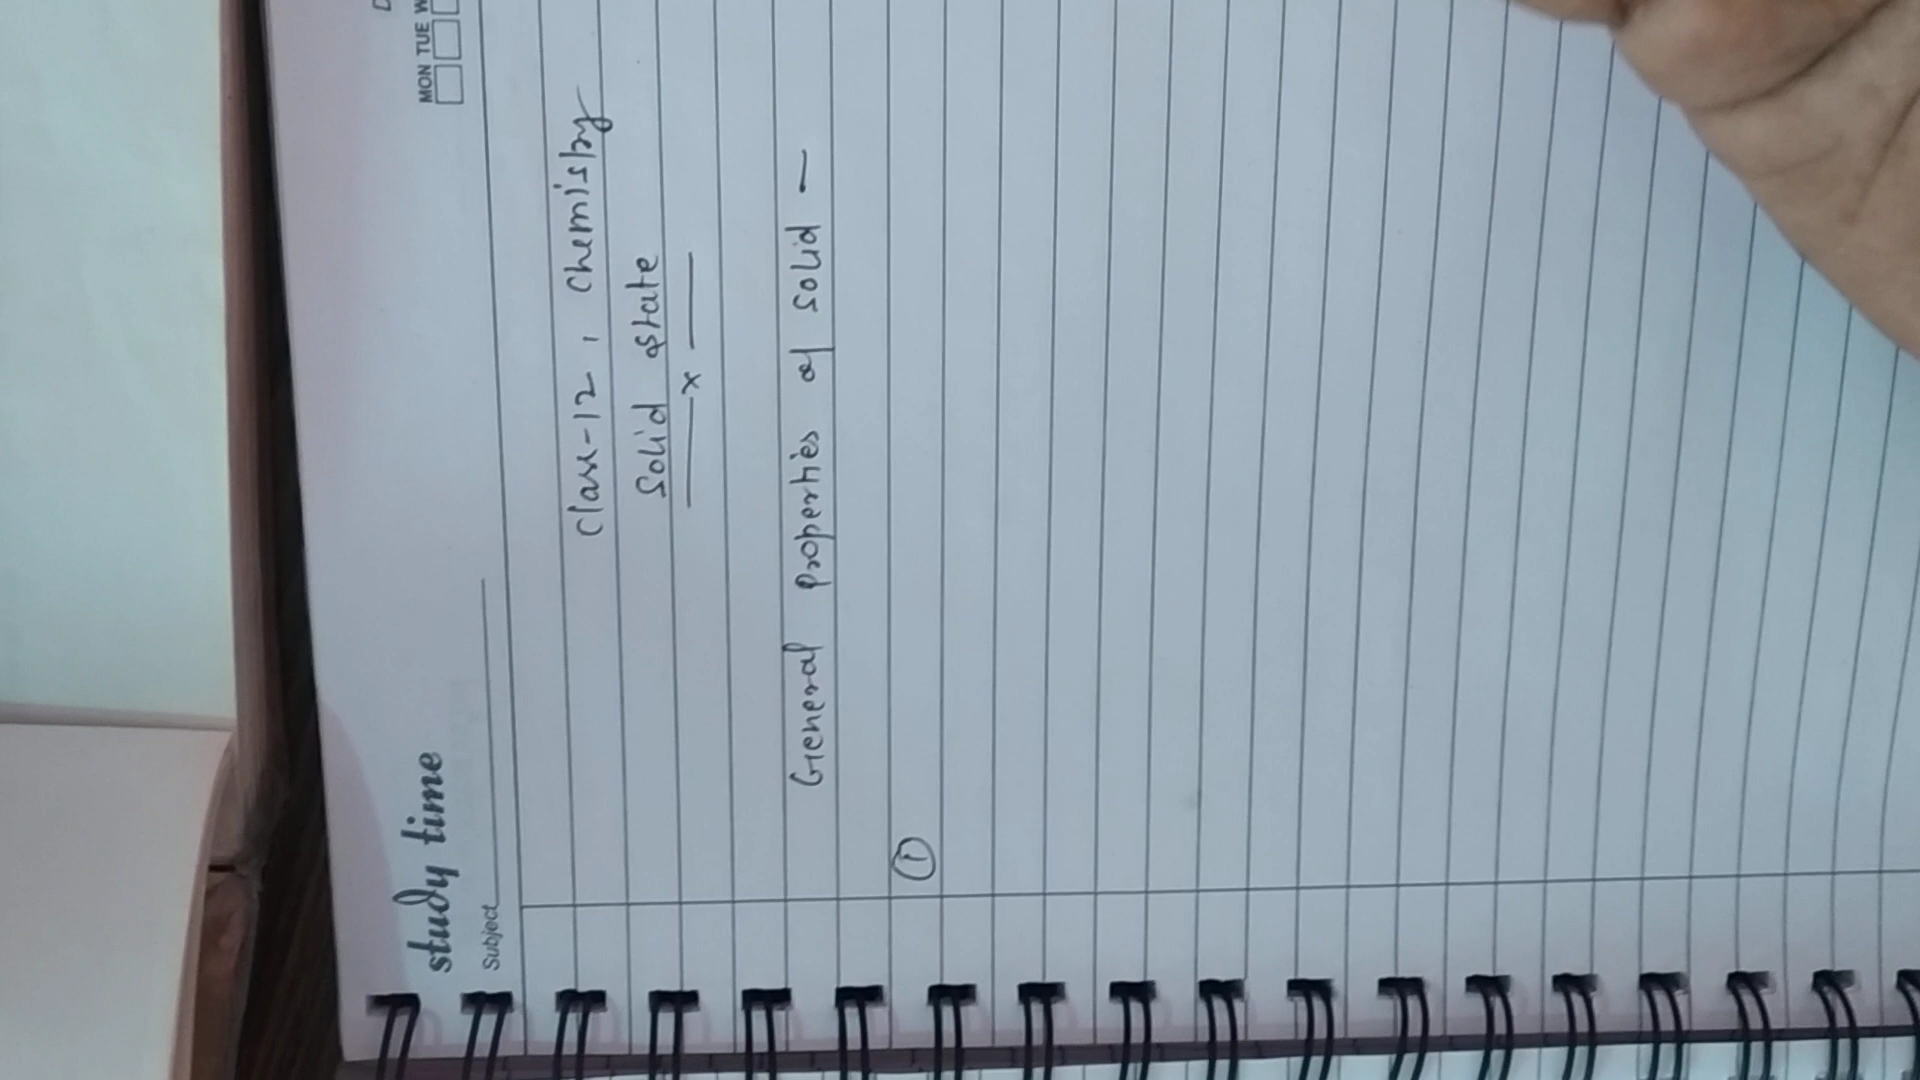 study time
MON TUE W
Subject
Class-12, Chemistry
Solid state
x
General properties of solid —
①